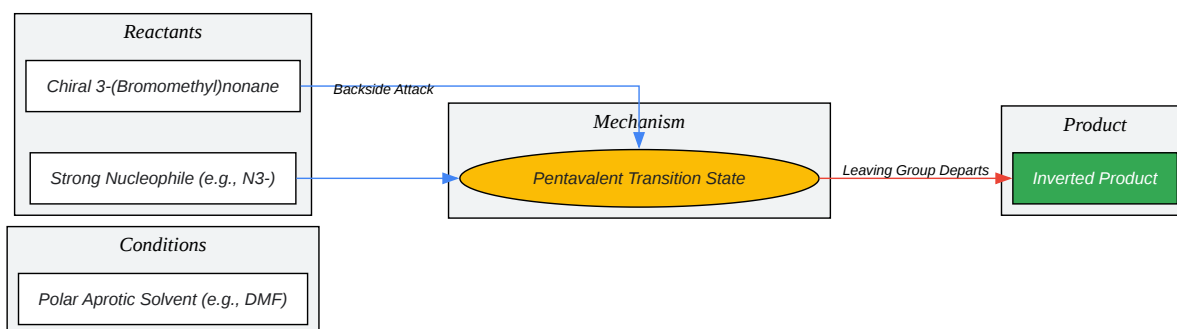 Reactants
Chiral 3-(Bromomethyl)nonane
Backside Attack
Strong Nucleophile (e.g., N3-)
Mechanism
Pentavalent Transition State
Leaving Group Departs
Product
Inverted Product
Conditions
Polar Aprotic Solvent (e.g., DMF)